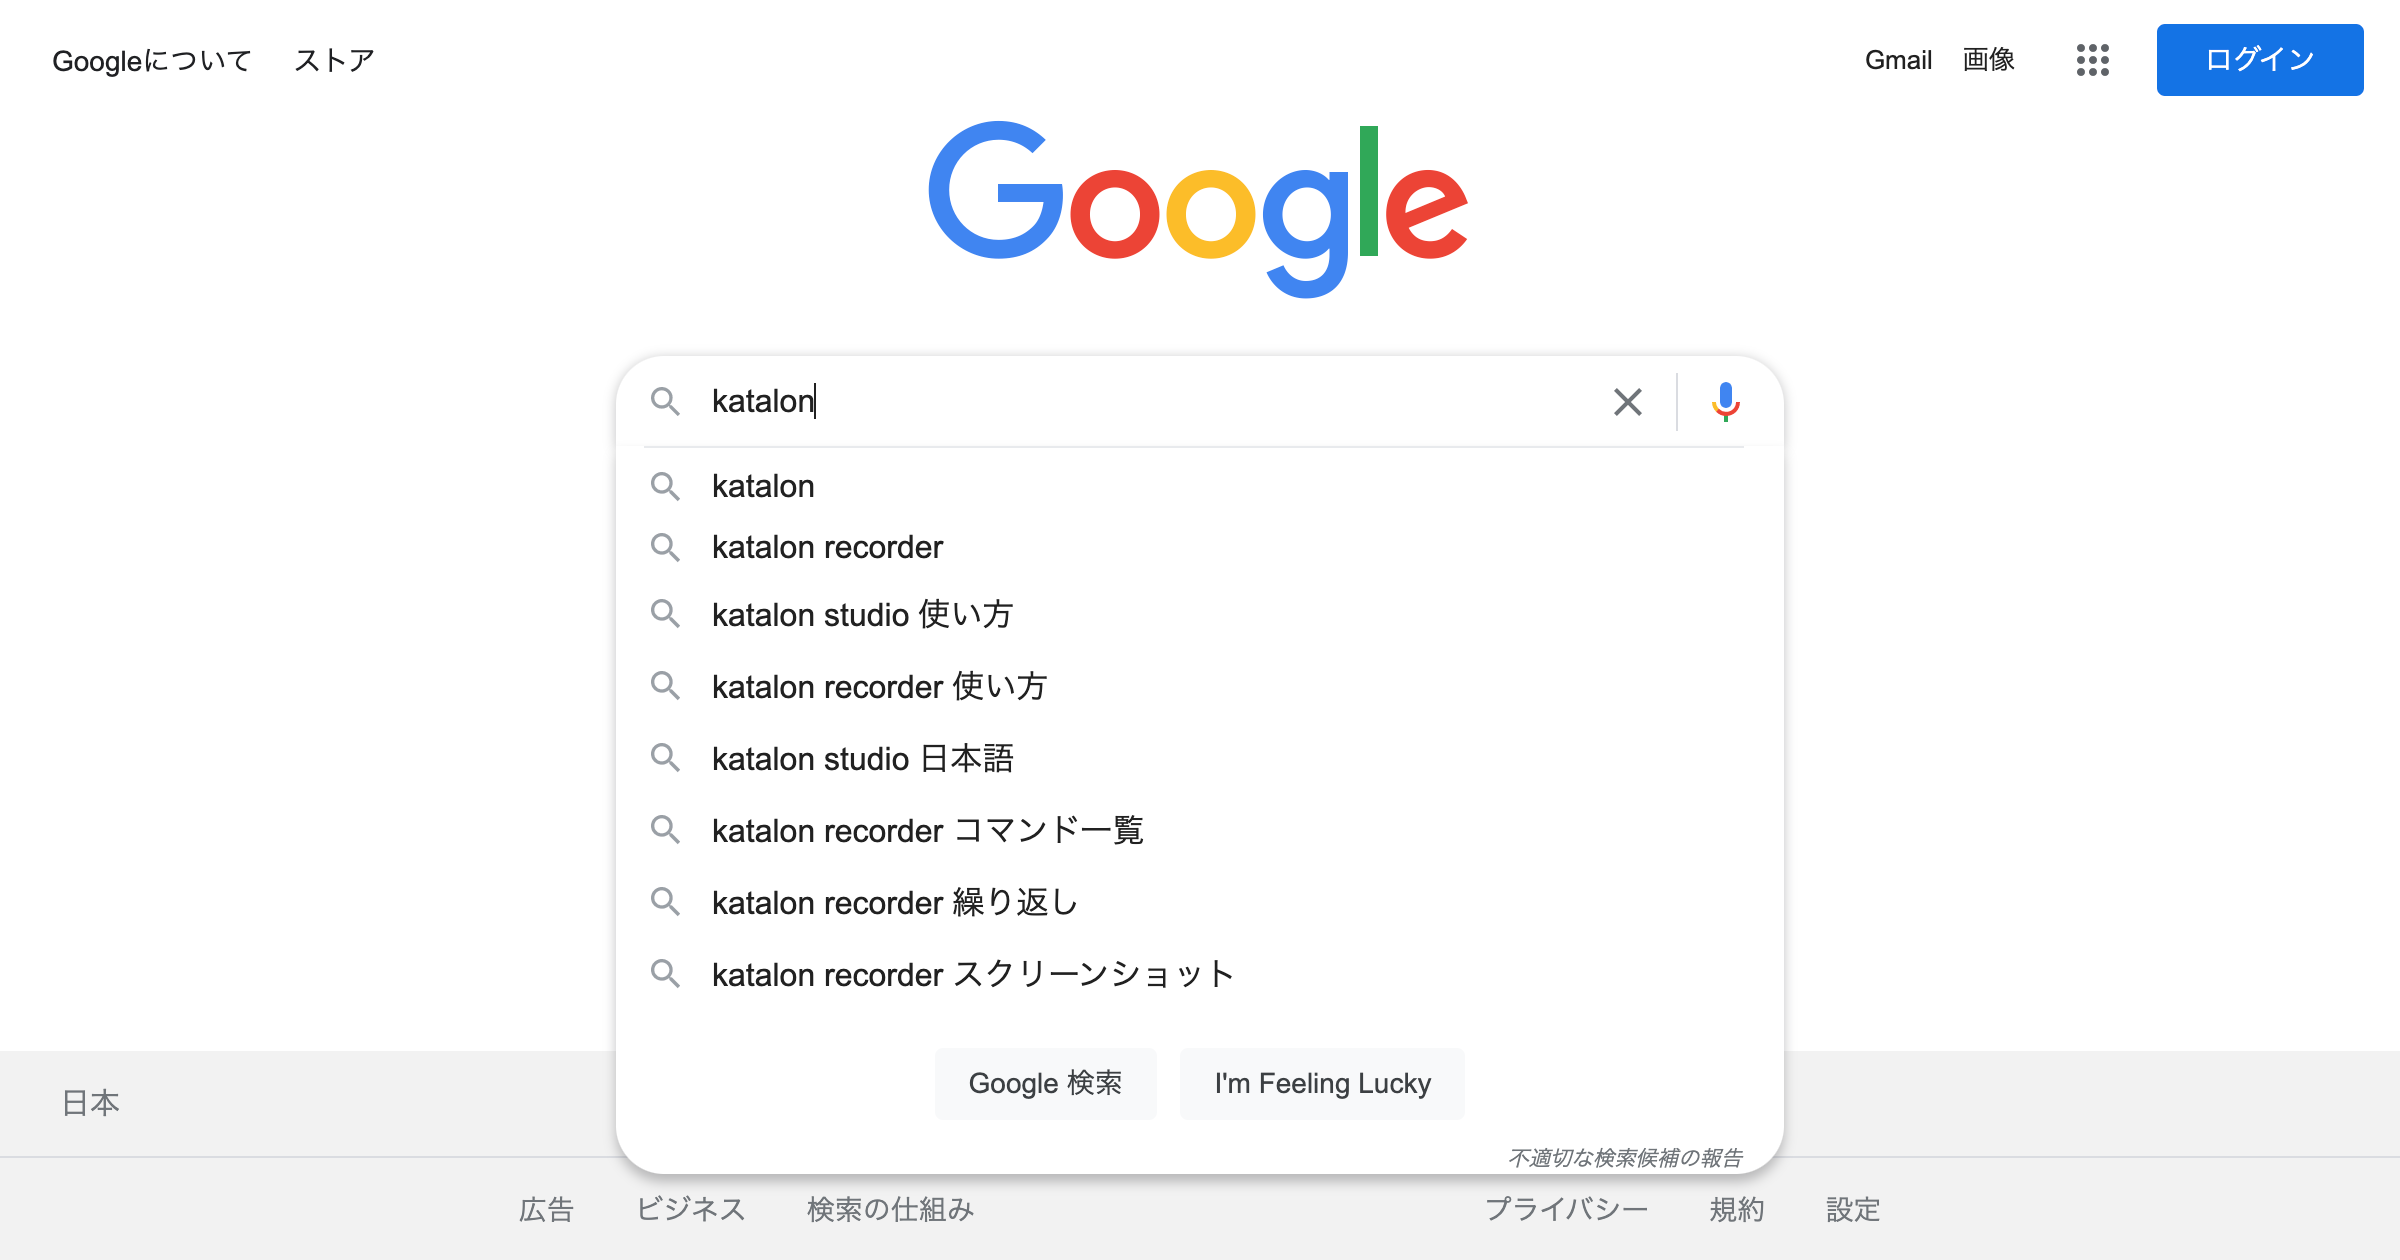 Googleについて ストア Gmail 画像 ログイン
Google
katalon
katalon
katalon recorder
katalon studio 使い方
katalon recorder 使い方
katalon studio 日本語
katalon recorder コマンド一覧
katalon recorder 繰り返し
katalon recorder スクリーンショット
Google 検索 I'm Feeling Lucky
不適切な検索候補の報告
日本
広告 ビジネス 検索の仕組み プライバシー 規約 設定